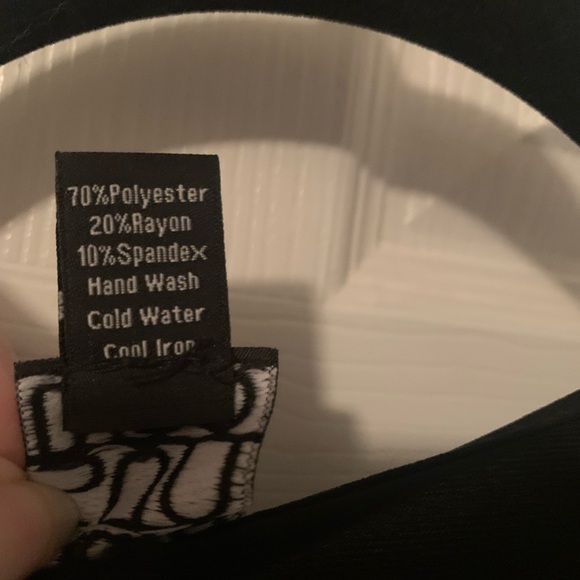 70%Polyester
20%Rayon
10%Spandex
Hand Wash
Cold Water
Cool Iron